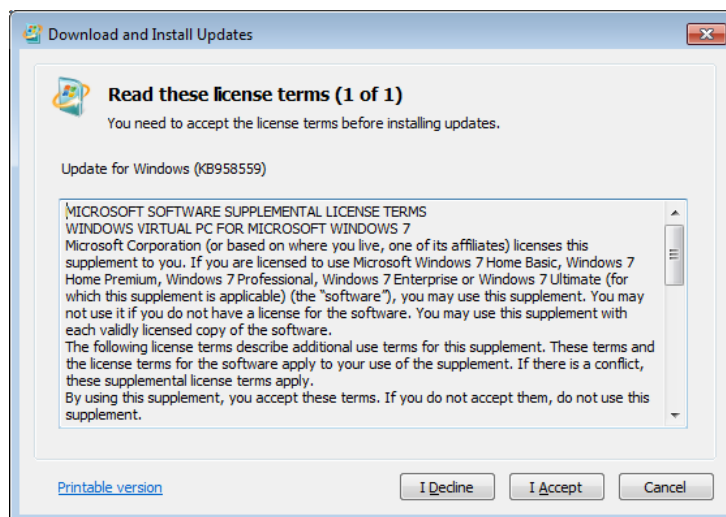 Download and Install Updates
Read these license terms (1 of 1)
You need to accept the license terms before installing updates.
Update for Windows (KB958559)
MICROSOFT SOFTWARE SUPPLEMENTAL LICENSE TERMS
WINDOWS VIRTUAL PC FOR MICROSOFT WINDOWS 7
Microsoft Corporation (or based on where you live, one of its affiliates) licenses this
supplement to you. If you are licensed to use Microsoft Windows 7 Home Basic, Windows 7
Home Premium, Windows 7 Professional, Windows 7 Enterprise or Windows 7 Ultimate (for
which this supplement is applicable) (the “software”), you may use this supplement. You may
not use it if you do not have a license for the software. You may use this supplement with
each validly licensed copy of the software.
The following license terms describe additional use terms for this supplement. These terms and
the license terms for the software apply to your use of the supplement. If there is a conflict,
these supplemental license terms apply.
By using this supplement, you accept these terms. If you do not accept them, do not use this
supplement.
Printable version
I Decline
I Accept
Cancel